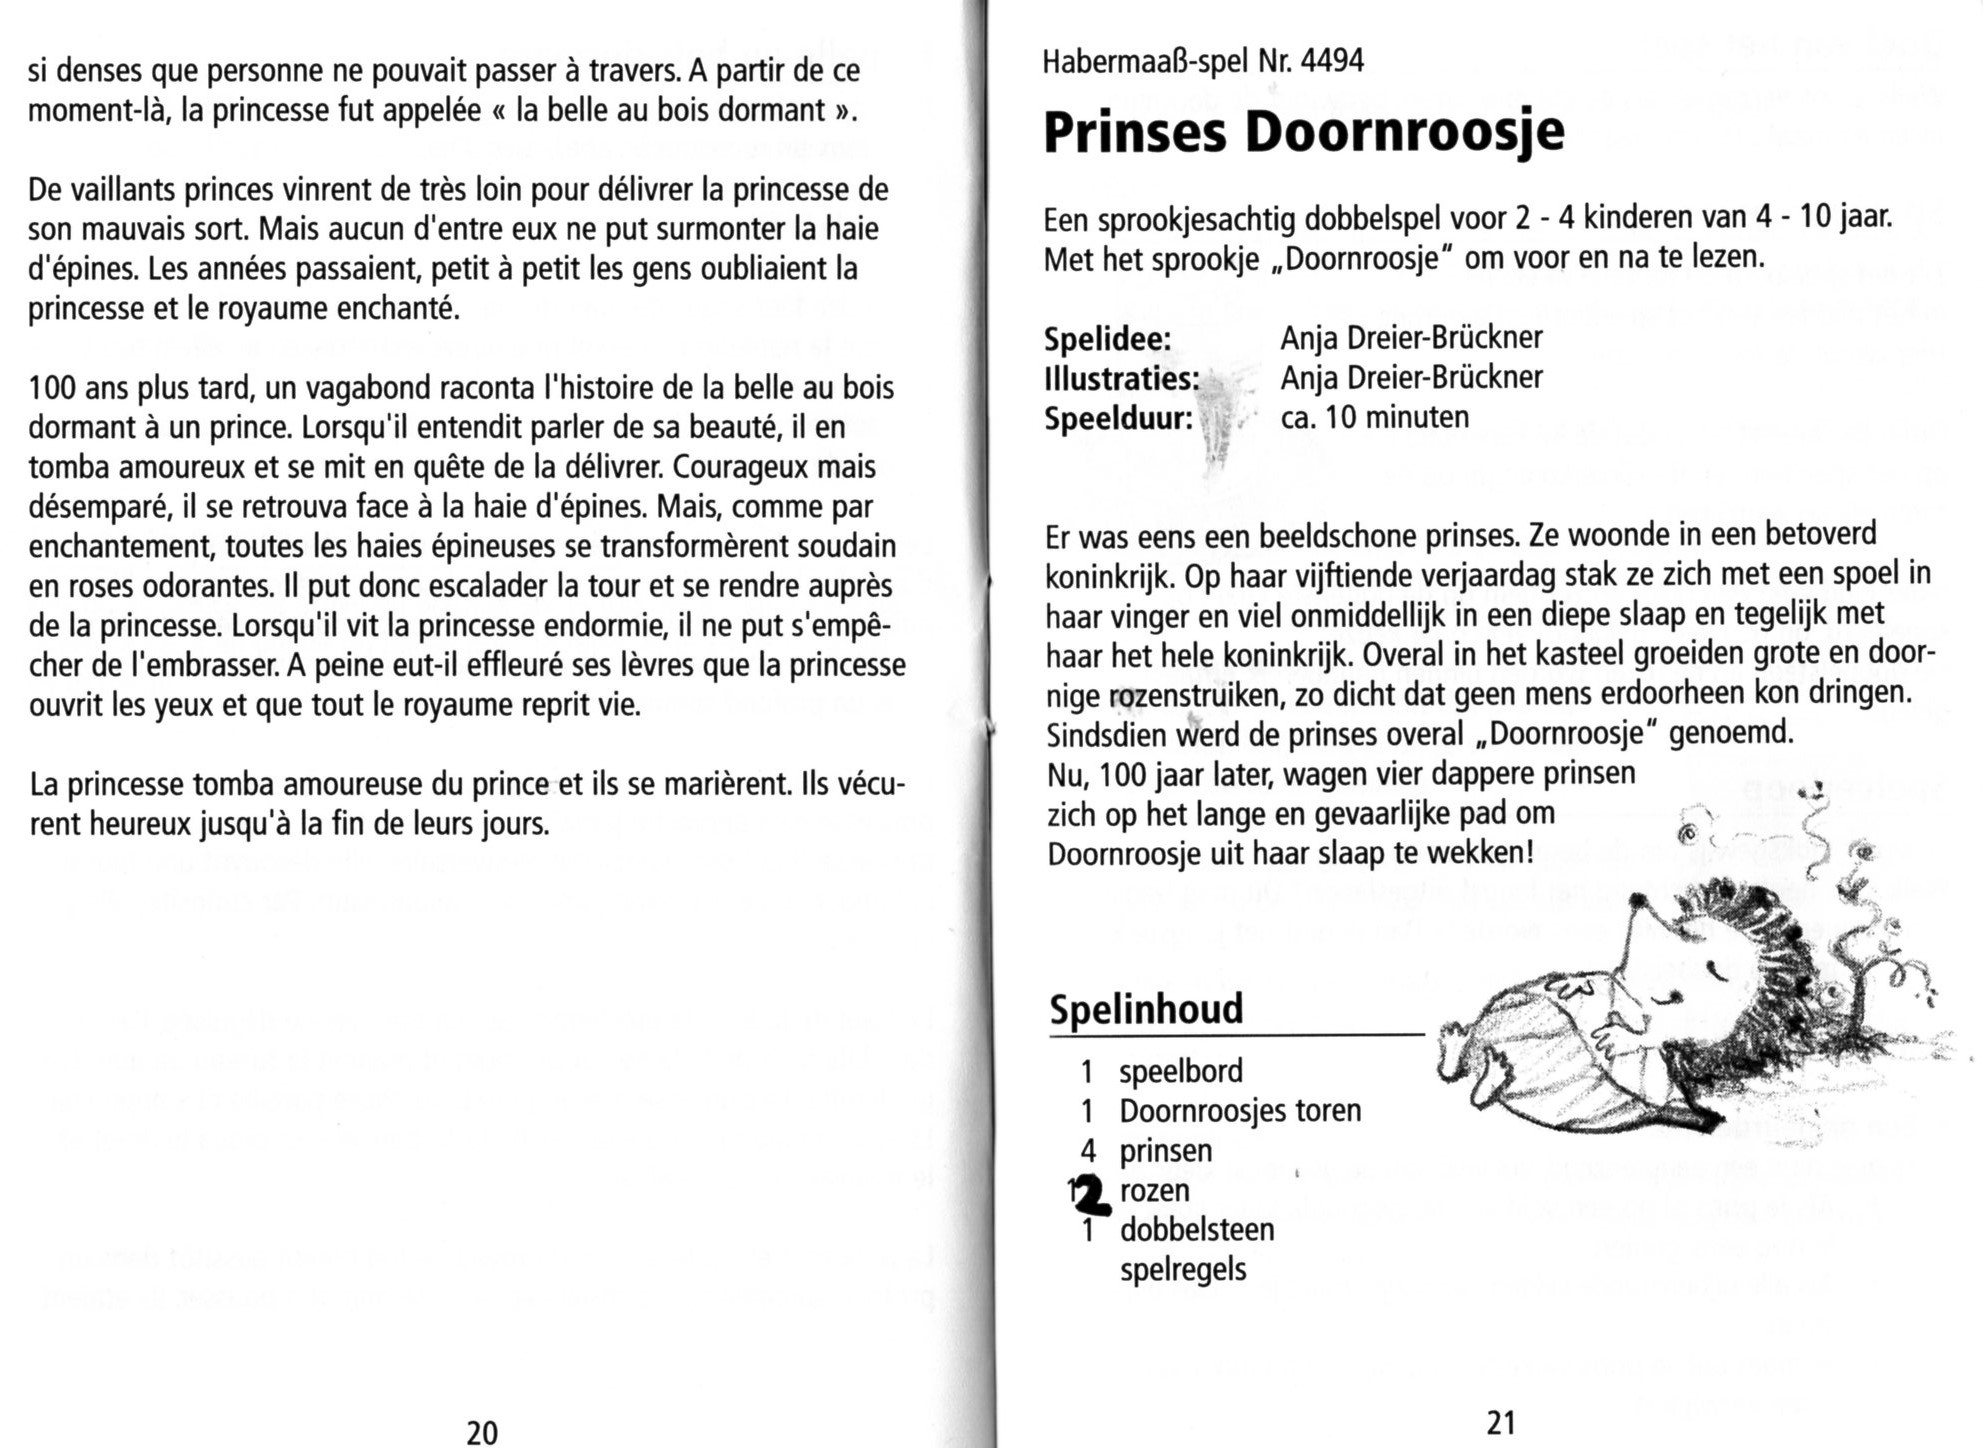 si denses que personne ne pouvait passer à travers. A partir de ce
moment-là, la princesse fut appelée « la belle au bois dormant ».
De vaillants princes vinrent de très loin pour délivrer la princesse de
son mauvais sort. Mais aucun d'entre eux ne put surmonter la haie
d'épines. Les années passaient, petit à petit les gens oubliaient la
princesse et le royaume enchanté.
100 ans plus tard, un vagabond raconta l'histoire de la belle au bois
dormant à un prince. Lorsqu'il entendit parler de sa beauté, il en
tomba amoureux et se mit en quête de la délivrer. Courageux mais
désemparé, il se retrouva face à la haie d'épines. Mais, comme par
enchantement, toutes les haies épineuses se transformèrent soudain
en roses odorantes. Il put donc escalader la tour et se rendre auprès
de la princesse. Lorsqu'il vit la princesse endormie, il ne put s'empê-
cher de l'embrasser. A peine eut-il effleuré ses lèvres que la princesse
ouvrit les yeux et que tout le royaume reprit vie.
La princesse tomba amoureuse du prince et ils se marièrent. Ils vécu-
rent heureux jusqu'à la fin de leurs jours.
20
Habermaaß-spel Nr. 4494
Prinses Doornroosje
Een sprookjesachtig dobbelspel voor 2 - 4 kinderen van 4 - 10 jaar.
Met het sprookje „Doornroosje“ om voor en na te lezen.
Spelidee: Anja Dreier-Brückner
Illustraties: Anja Dreier-Brückner
Speelduur: ca. 10 minuten
Er was eens een beeldschone prinses. Ze woonde in een betoverd
koninkrijk. Op haar vijftiende verjaardag stak ze zich met een spoel in
haar vinger en viel onmiddellijk in een diepe slaap en tegelijk met
haar het hele koninkrijk. Overal in het kasteel groeiden grote en door-
nige rozenstruiken, zo dicht dat geen mens erdoorheen kon dringen.
Sindsdien werd de prinses overal „Doornroosje“ genoemd.
Nu, 100 jaar later, wagen vier dappere prinsen
zich op het lange en gevaarlijke pad om
Doornroosje uit haar slaap te wekken!
Spelinhoud
1 speelbord
1 Doornroosjes toren
4 prinsen
12 rozen
1 dobbelsteen
spelregels
21